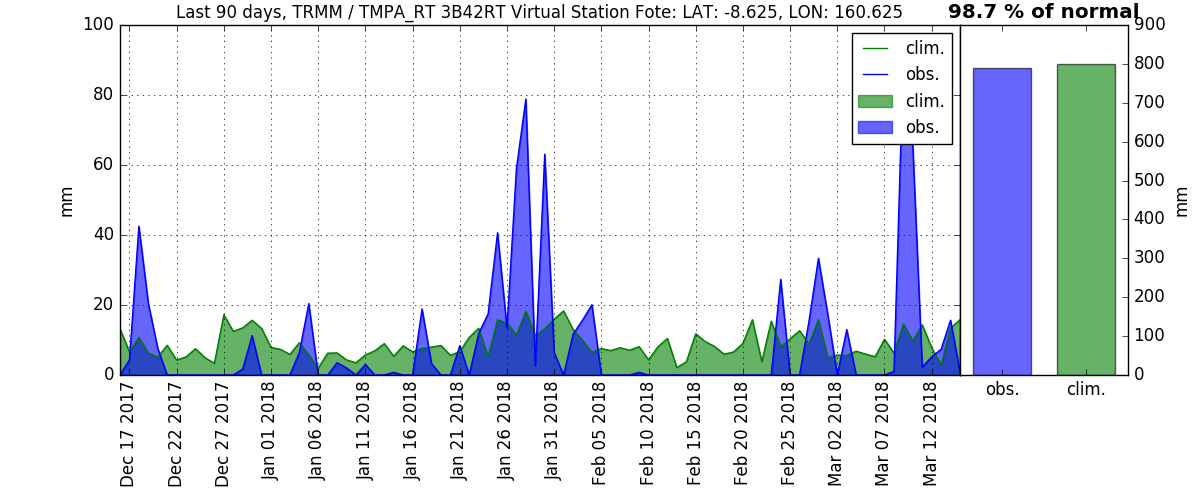 Last 90 days, TRMM / TMPA_RT 3B42RT Virtual Station Fote: LAT: -8.625, LON: 160.625
98.7 % of normal
100
80
60
40
20
0
mm
clim.
obs.
clim.
obs.
900
800
700
600
500
400
300
200
100
0
mm
obs.
clim.
Dec 17 2017
Dec 22 2017
Dec 27 2017
Jan 01 2018
Jan 06 2018
Jan 11 2018
Jan 16 2018
Jan 21 2018
Jan 26 2018
Jan 31 2018
Feb 05 2018
Feb 10 2018
Feb 15 2018
Feb 20 2018
Feb 25 2018
Mar 02 2018
Mar 07 2018
Mar 12 2018